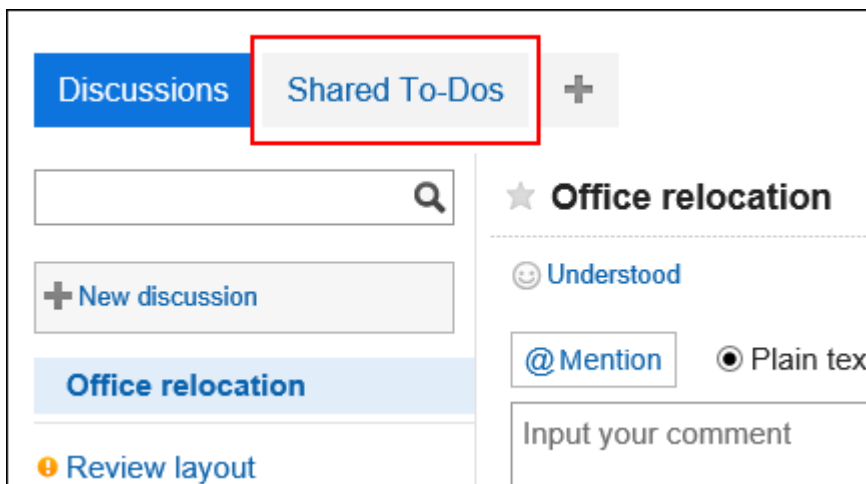 Discussions Shared To-Dos
Office relocation
New discussion
Understood
@Mention Plain tex
Office relocation
Input your comment
Review layout